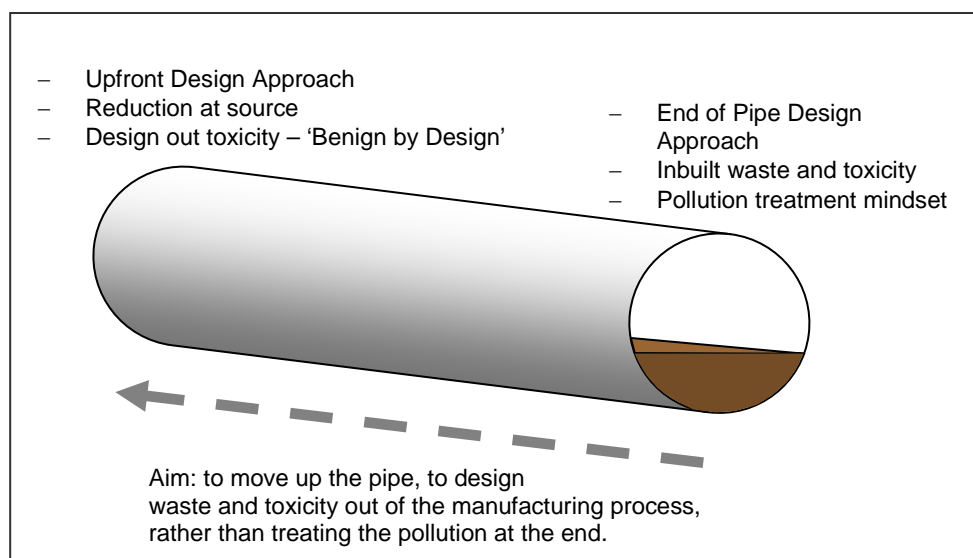 – Upfront Design Approach
– Reduction at source
– Design out toxicity – ‘Benign by Design’
– End of Pipe Design
Approach
– Inbuilt waste and toxicity
– Pollution treatment mindset
Aim: to move up the pipe, to design
waste and toxicity out of the manufacturing process,
rather than treating the pollution at the end.